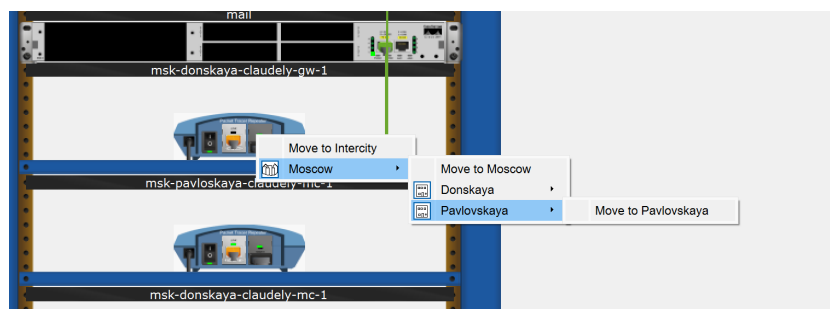 mail
msk-donskaya-claudely-gw-1
Move to Intercity
Moscow
Move to Moscow
msk-pavloskaya-claudely-mc-1
Donskaya
Pavlovskaya
Move to Pavlovskaya
msk-donskaya-claudely-mc-1